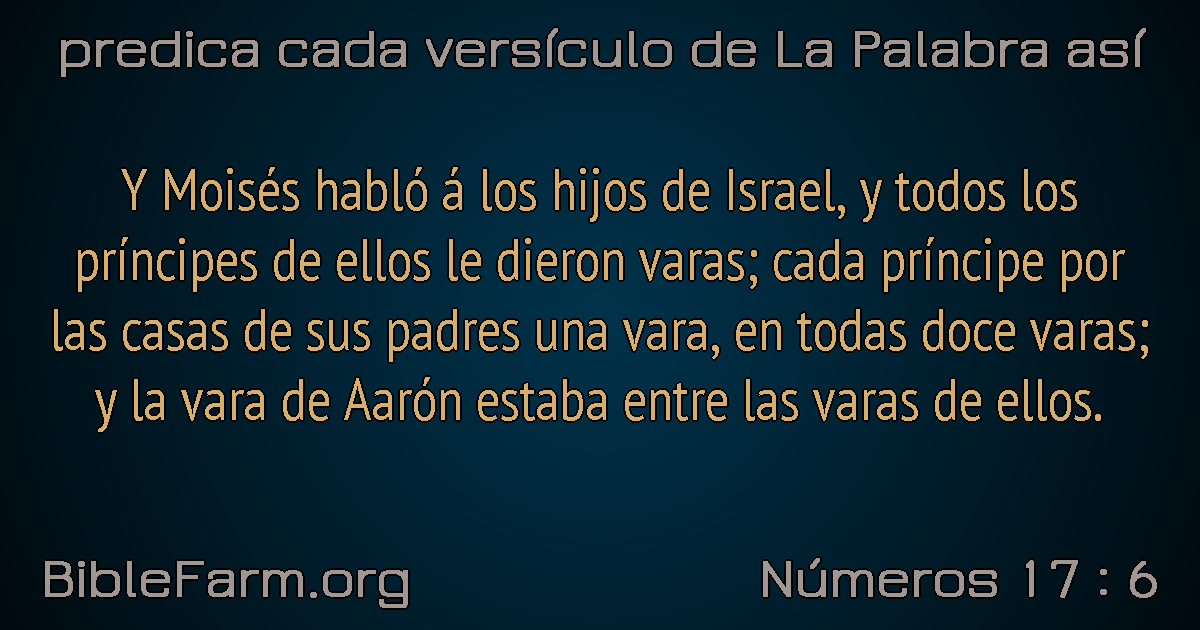 predica cada versículo de La Palabra así
Y Moisés habló á los hijos de Israel, y todos los
príncipes de ellos le dieron varas; cada príncipe por
las casas de sus padres una vara, en todas doce varas;
y la vara de Aarón estaba entre las varas de ellos.
BibleFarm.org
Números 17 : 6